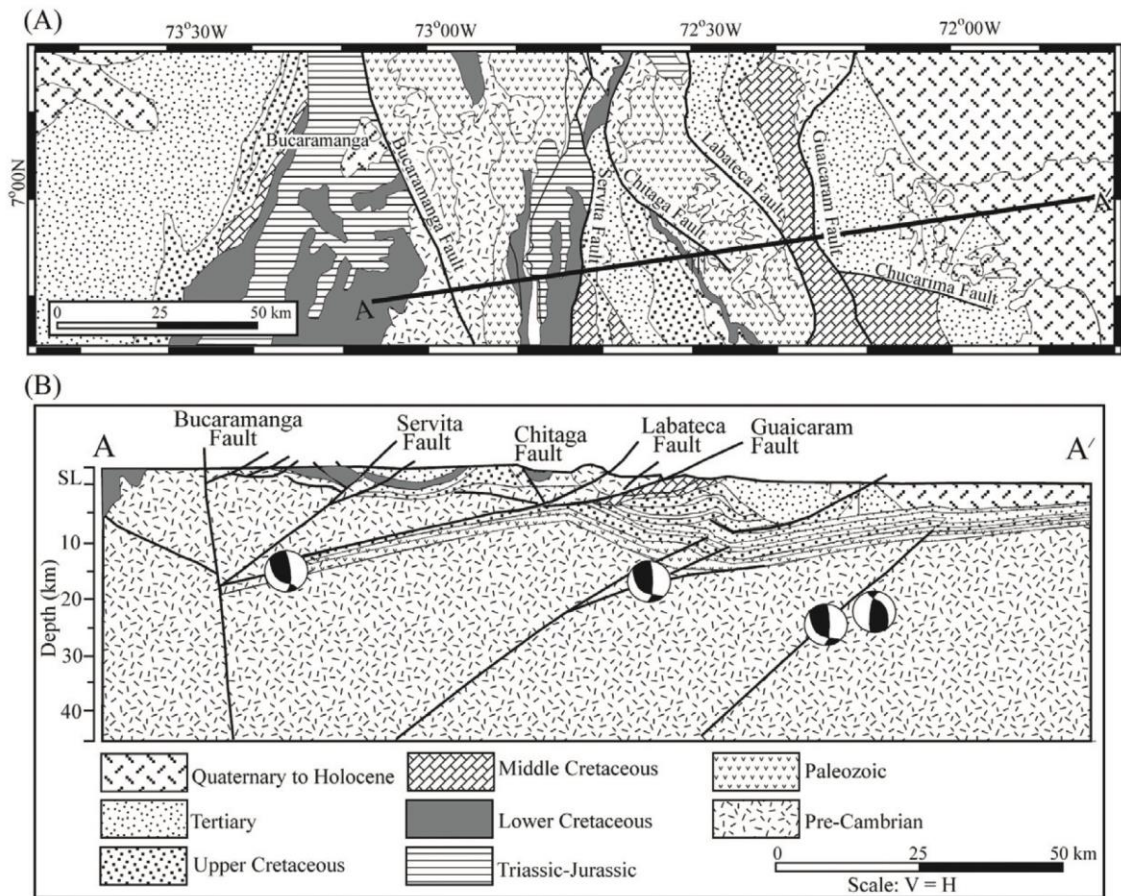 (A)
73°30W
73°00W
72°30W
72°00W
7°00N
Bucaramanga
Bucaramanga Fault
Servita Fault
Chitaga Fault
Labateca Fault
Guaicaram Fault
Chucarima Fault
A
A′
0 25 50 km
(B)
A
Bucaramanga
Fault
Servita
Fault
Chitaga
Fault
Labateca
Fault
Guaicaram
Fault
A′
SL
10
20
30
40
Depth (km)
Quaternary to Holocene
Middle Cretaceous
Paleozoic
Tertiary
Lower Cretaceous
Pre-Cambrian
Upper Cretaceous
Triassic-Jurassic
0 25 50 km
Scale: V = H